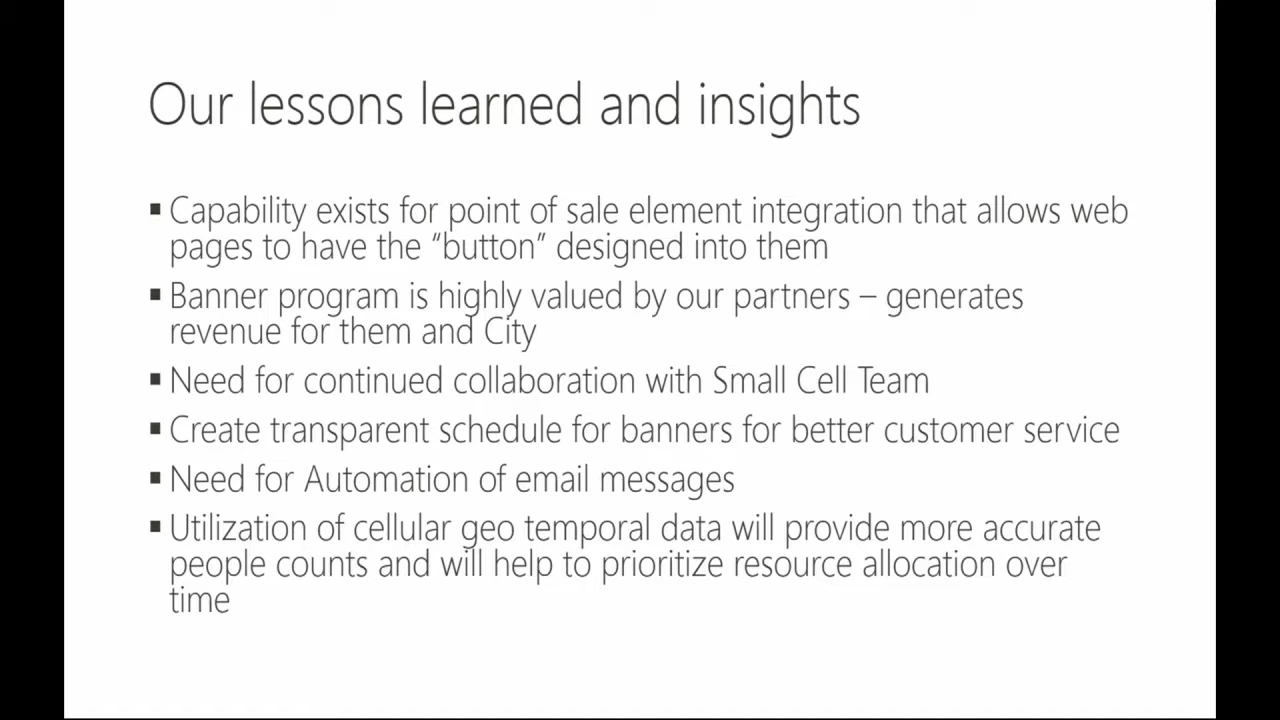 Our lessons learned and insights
▪ Capability exists for point of sale element integration that allows web
pages to have the “button” designed into them
▪ Banner program is highly valued by our partners – generates
revenue for them and City
▪ Need for continued collaboration with Small Cell Team
▪ Create transparent schedule for banners for better customer service
▪ Need for Automation of email messages
▪ Utilization of cellular geo temporal data will provide more accurate
people counts and will help to prioritize resource allocation over
time